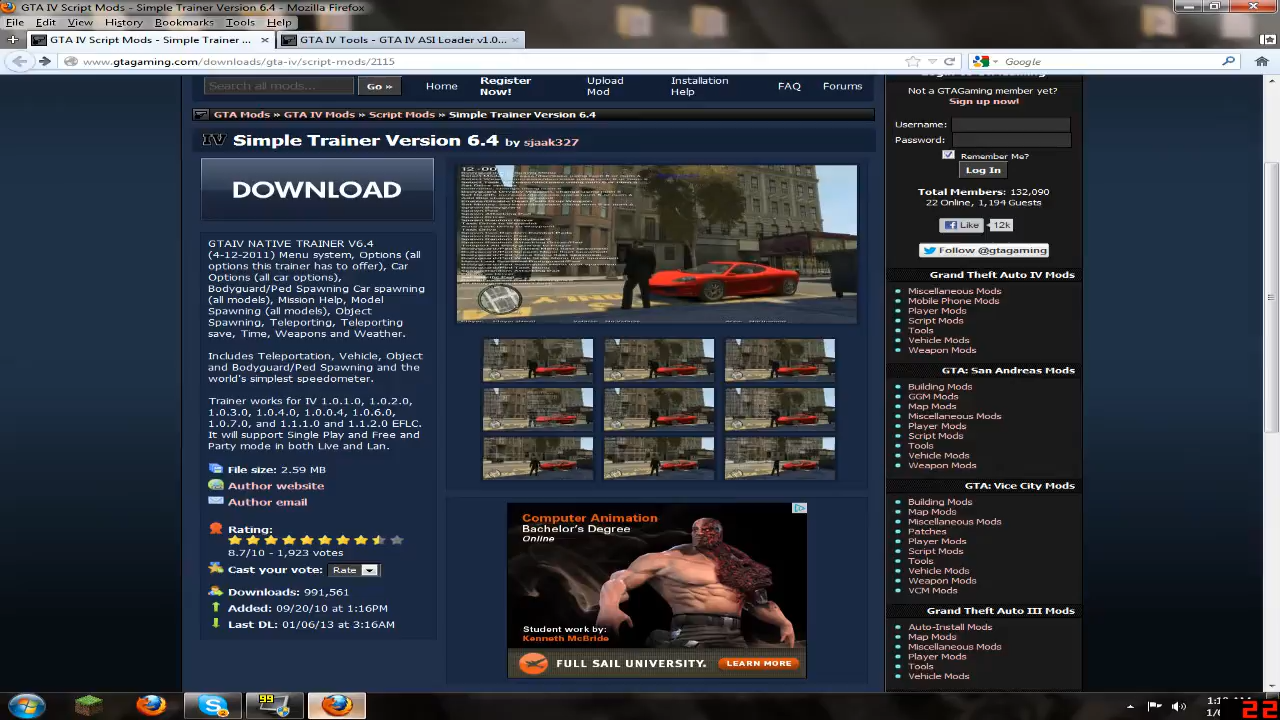 GTA IV Script Mods - Simple Trainer Version 6.4 - Mozilla Firefox
File Edit View History Bookmarks Tools Help
GTA IV Script Mods - Simple Trainer ...
GTA IV Tools - GTA IV ASI Loader v1.0...
www.gtagaming.com/downloads/gta-iv/script-mods/2115
Google
Search all mods...
Go »
Home
Register Now!
Upload Mod
Installation Help
FAQ
Forums
GTA Mods » GTA IV Mods » Script Mods » Simple Trainer Version 6.4
IV Simple Trainer Version 6.4 by sjaak327
DOWNLOAD
GTAIV NATIVE TRAINER V6.4
(4-12-2011) Menu system, Options (all
options this trainer has to offer), Car
Options (all car options),
Bodyguard/Ped Spawning Car spawning
(all models), Mission Help, Model
Spawning (all models), Object
Spawning, Teleporting, Teleporting
save, Time, Weapons and Weather.
Includes Teleportation, Vehicle, Object
and Bodyguard/Ped Spawning and the
world's simplest speedometer.
Trainer works for IV 1.0.1.0, 1.0.2.0,
1.0.3.0, 1.0.4.0, 1.0.0.4, 1.0.6.0,
1.0.7.0, and 1.1.1.0 and 1.1.2.0 EFLC.
It will support Single Play and Free and
Party mode in both Live and Lan.
File size: 2.59 MB
Author website
Author email
Rating:
8.7/10 - 1,923 votes
Cast your vote: Rate
Downloads: 991,561
Added: 09/20/10 at 1:16PM
Last DL: 01/06/13 at 3:16AM
Computer Animation
Bachelor's Degree
Online
Student work by:
Kenneth McBride
FULL SAIL UNIVERSITY.
LEARN MORE
Login to GTAGaming
Not a GTAGaming member yet?
Sign up now!
Username:
Password:
Remember Me?
Log In
Total Members: 132,090
22 Online, 1,194 Guests
Like 12k
Follow @gtagaming
Grand Theft Auto IV Mods
Miscellaneous Mods
Mobile Phone Mods
Player Mods
Script Mods
Tools
Vehicle Mods
Weapon Mods
GTA: San Andreas Mods
Building Mods
GGM Mods
Map Mods
Miscellaneous Mods
Player Mods
Script Mods
Tools
Vehicle Mods
Weapon Mods
GTA: Vice City Mods
Building Mods
Map Mods
Miscellaneous Mods
Patches
Player Mods
Script Mods
Tools
Vehicle Mods
Weapon Mods
VCM Mods
Grand Theft Auto III Mods
Auto-Install Mods
Map Mods
Miscellaneous Mods
Player Mods
Tools
Vehicle Mods
99
22